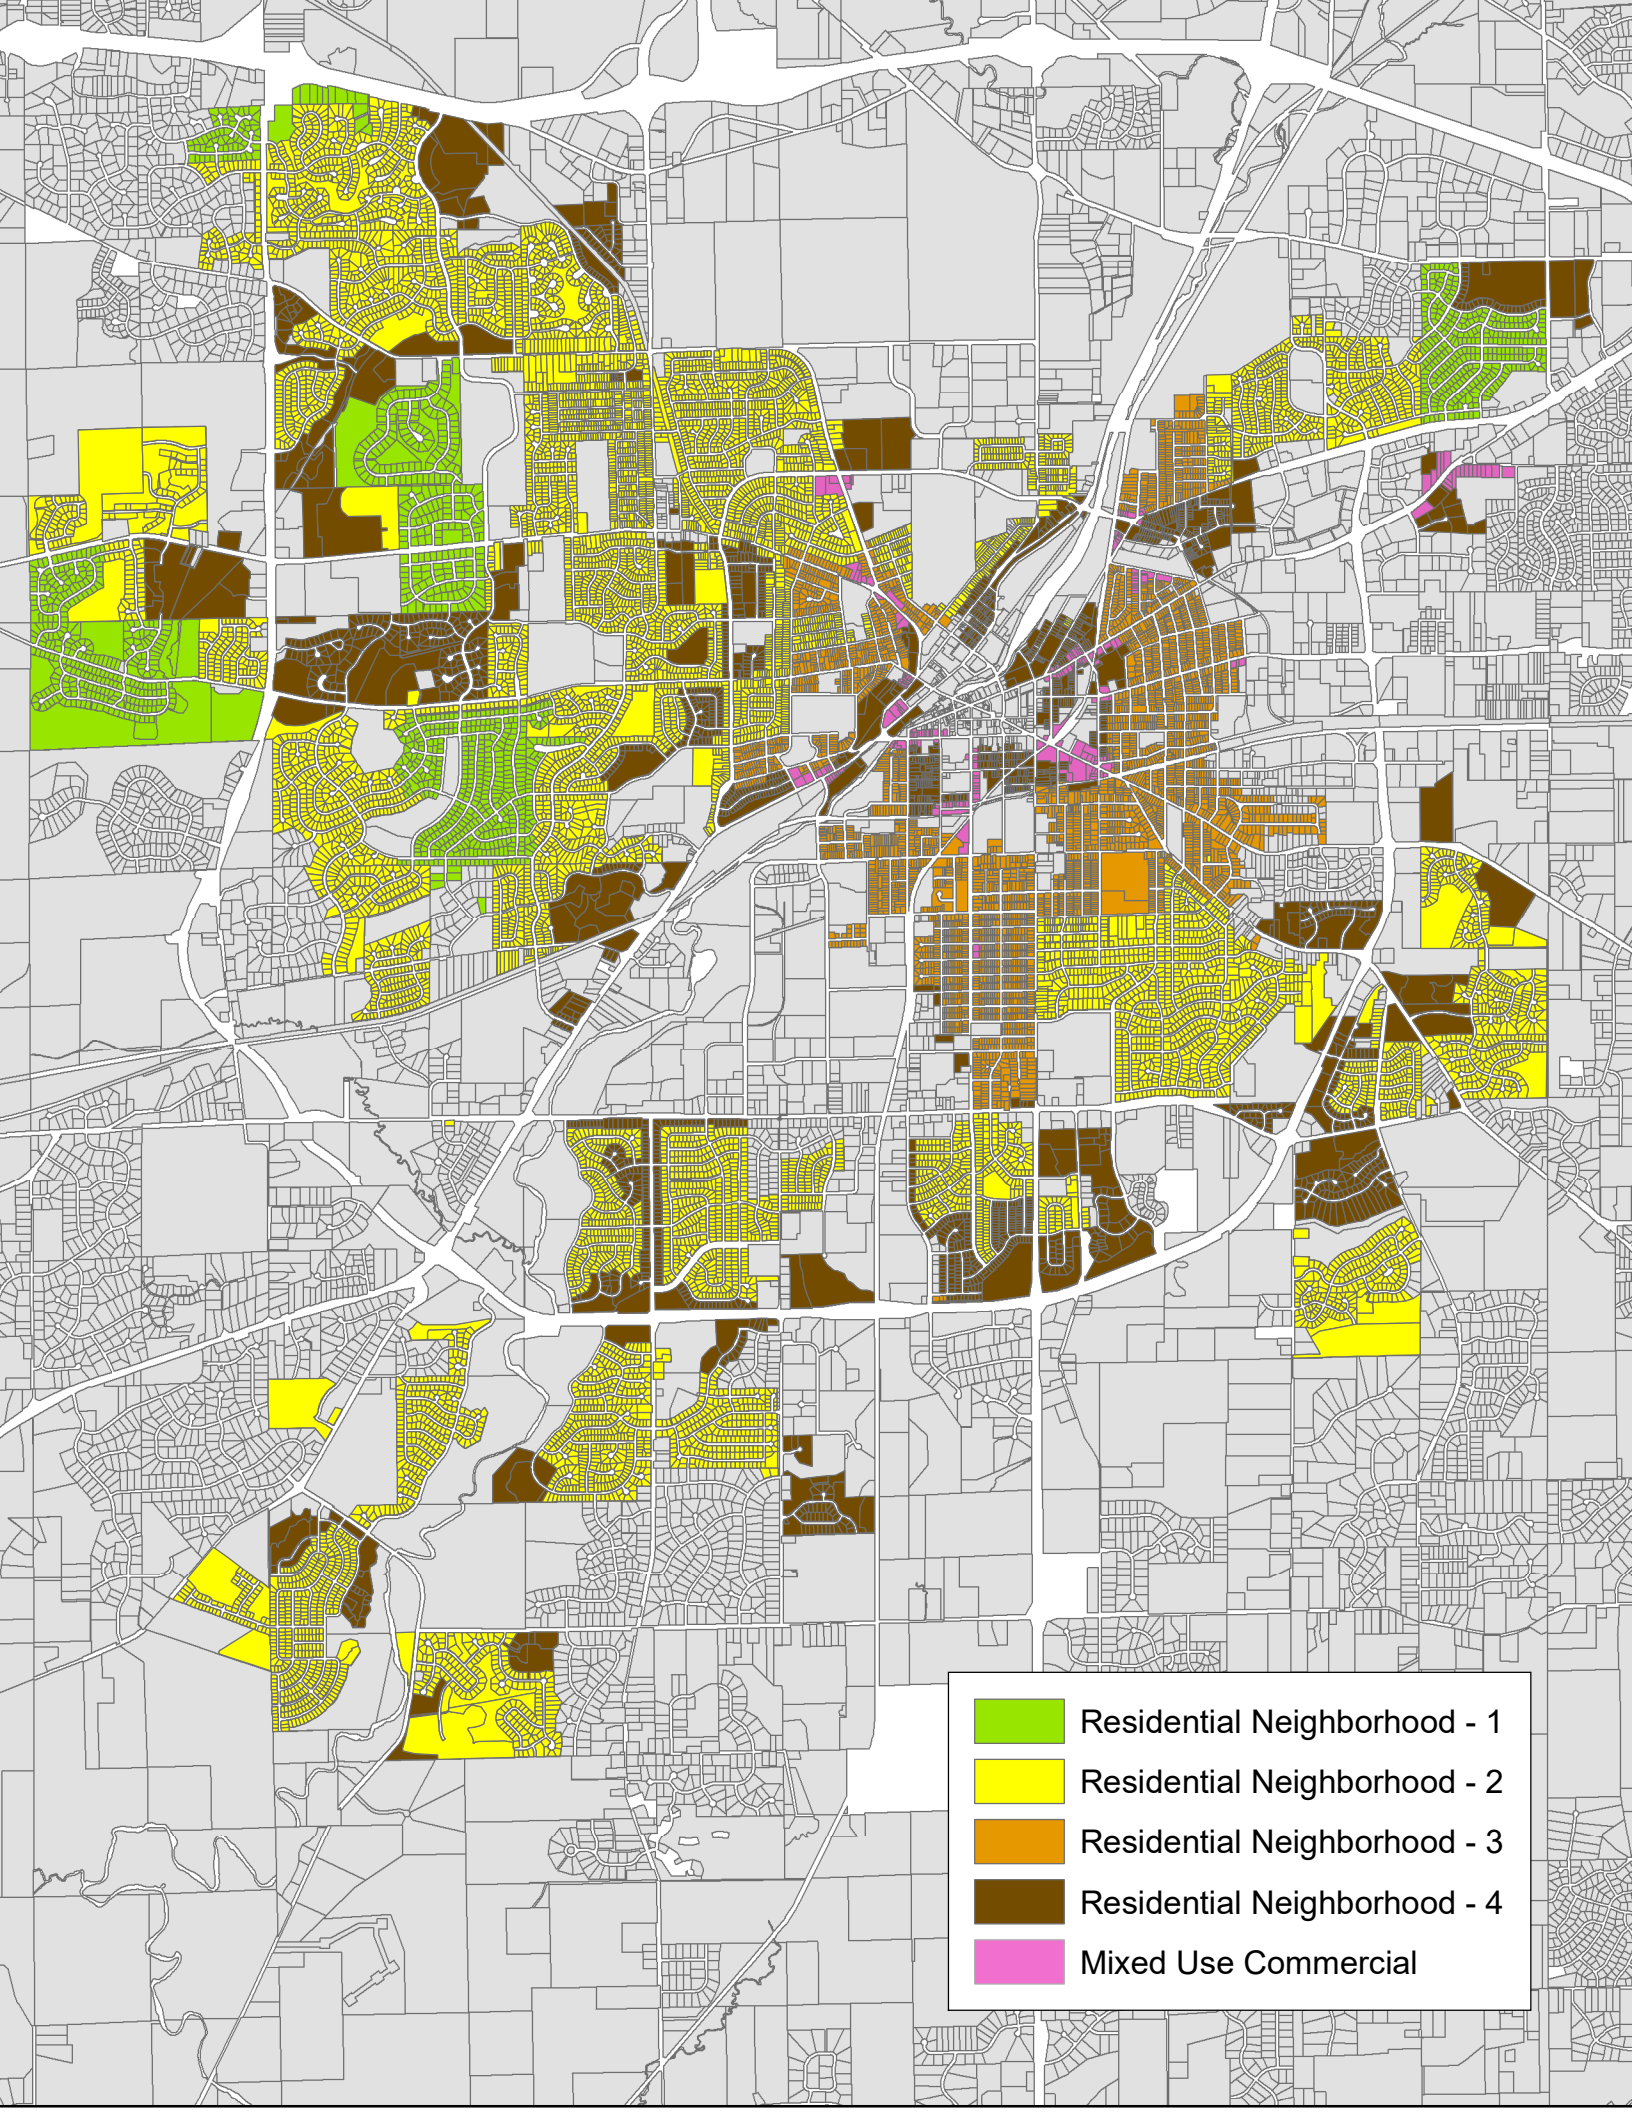 Residential Neighborhood - 1
Residential Neighborhood - 2
Residential Neighborhood - 3
Residential Neighborhood - 4
Mixed Use Commercial